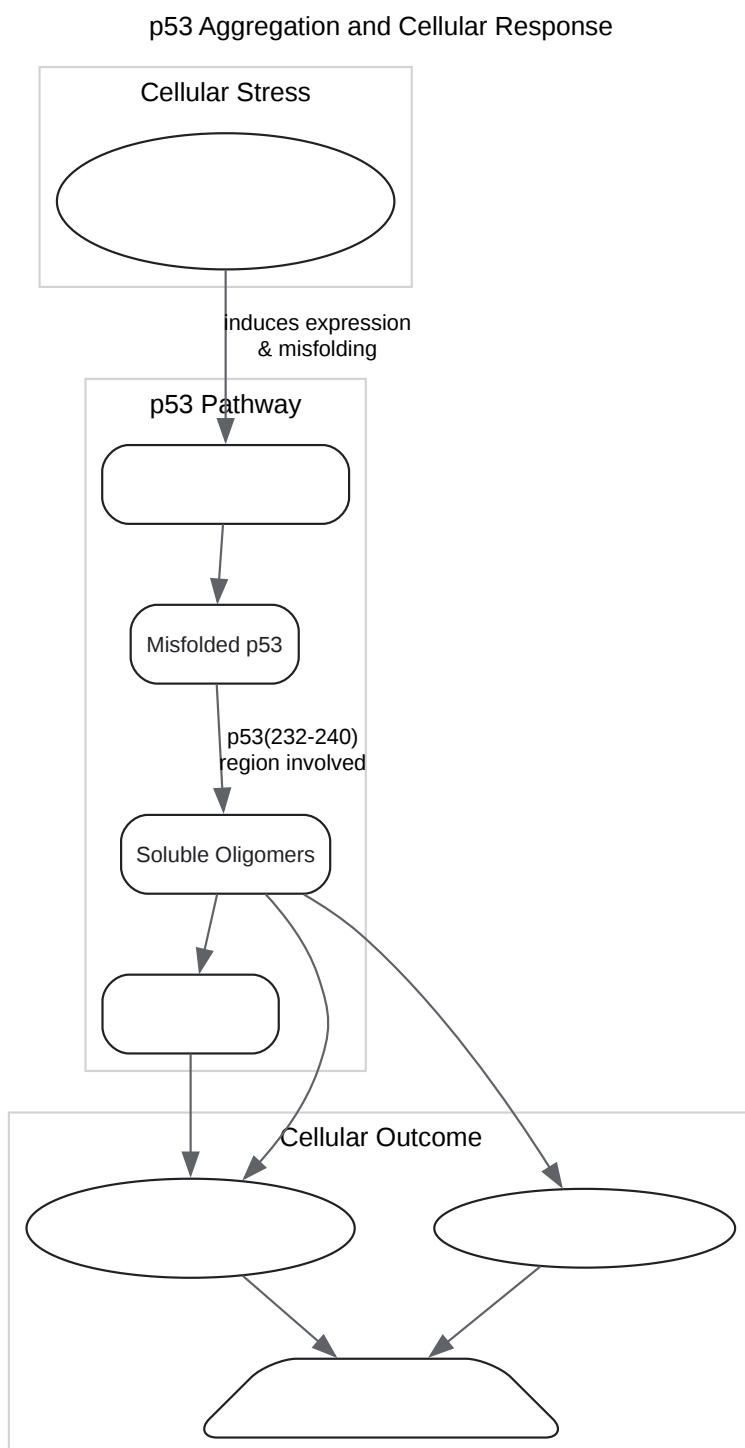 p53 Aggregation and Cellular Response
Cellular Stress
induces expression
& misfolding
p53 Pathway
Misfolded p53
p53(232-240)
region involved
Soluble Oligomers
Cellular Outcome